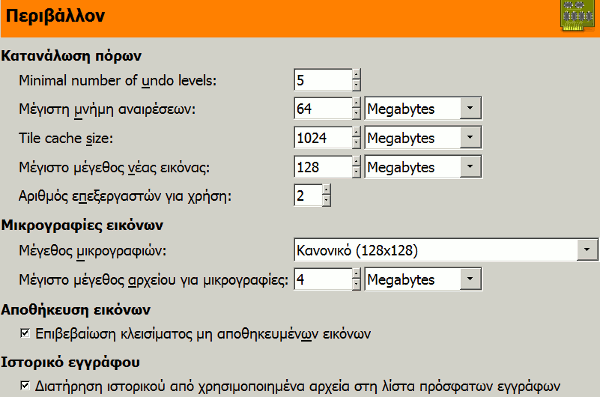 Περιβάλλον
Κατανάλωση πόρων
Minimal number of undo levels: 5
Μέγιστη μνήμη αναιρέσεων: 64 Megabytes
Tile cache size: 1024 Megabytes
Μέγιστο μέγεθος νέας εικόνας: 128 Megabytes
Αριθμός επεξεργαστών για χρήση: 2
Μικρογραφίες εικόνων
Μέγεθος μικρογραφιών: Κανονικό (128x128)
Μέγιστο μέγεθος αρχείου για μικρογραφίες: 4 Megabytes
Αποθήκευση εικόνων
Επιβεβαίωση κλεισίματος μη αποθηκευμένων εικόνων
Ιστορικό εγγράφου
Διατήρηση ιστορικού από χρησιμοποιημένα αρχεία στη λίστα πρόσφατων εγγράφων